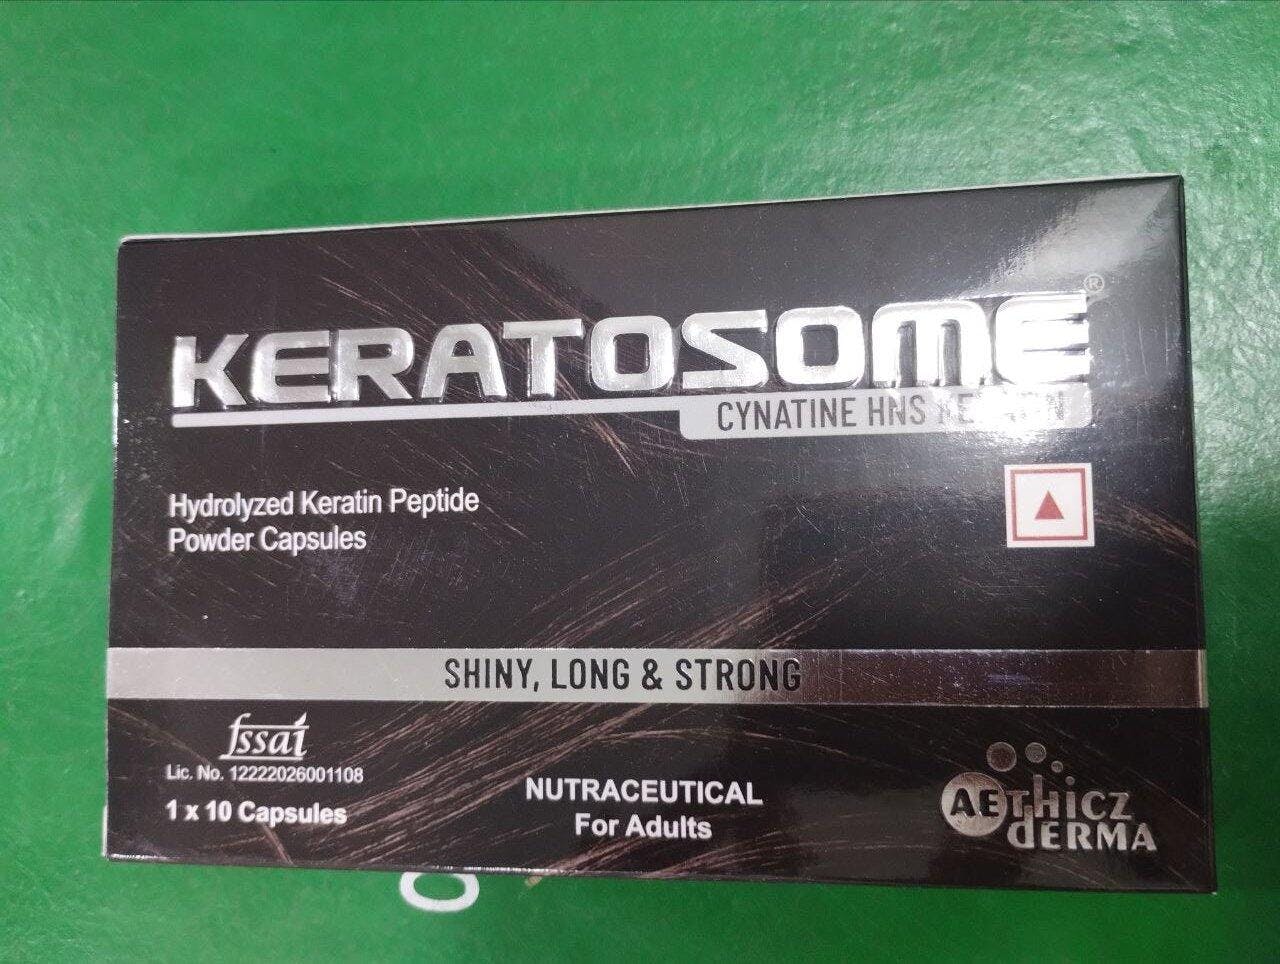 KERATOSOME®
CYNATINE HNS
Hydrolyzed Keratin Peptide
Powder Capsules
SHINY, LONG & STRONG
fssai
Lic. No. 12222026001108
1 x 10 Capsules
NUTRACEUTICAL
For Adults
AETHICZ
DERMA